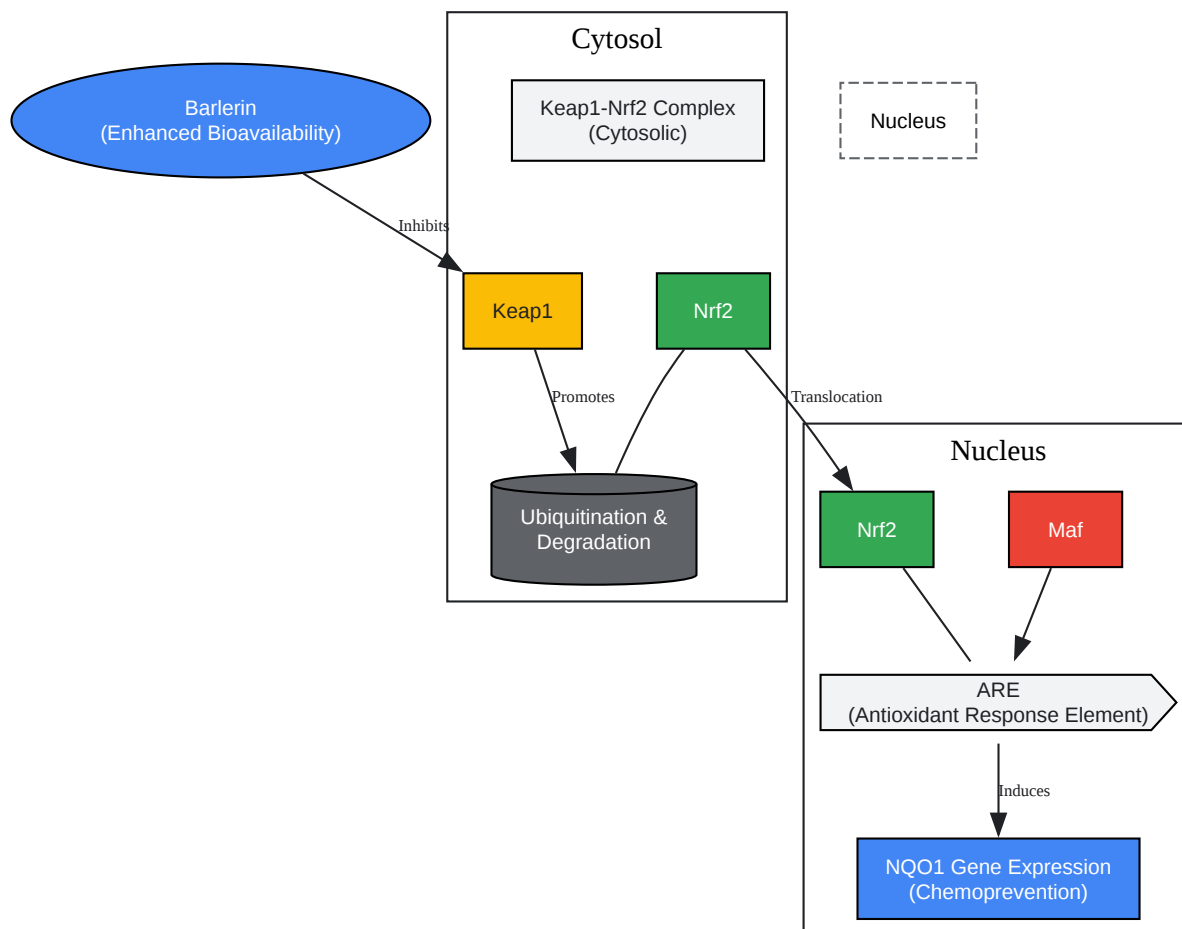 Cytosol
Barlerin
(Enhanced Bioavailability)
Keap1-Nrf2 Complex
(Cytosolic)
Nucleus
Inhibits
Keap1
Nrf2
Promotes
Translocation
Ubiquitination &
Degradation
Nucleus
Nrf2
Maf
ARE
(Antioxidant Response Element)
Induces
NQO1 Gene Expression
(Chemoprevention)